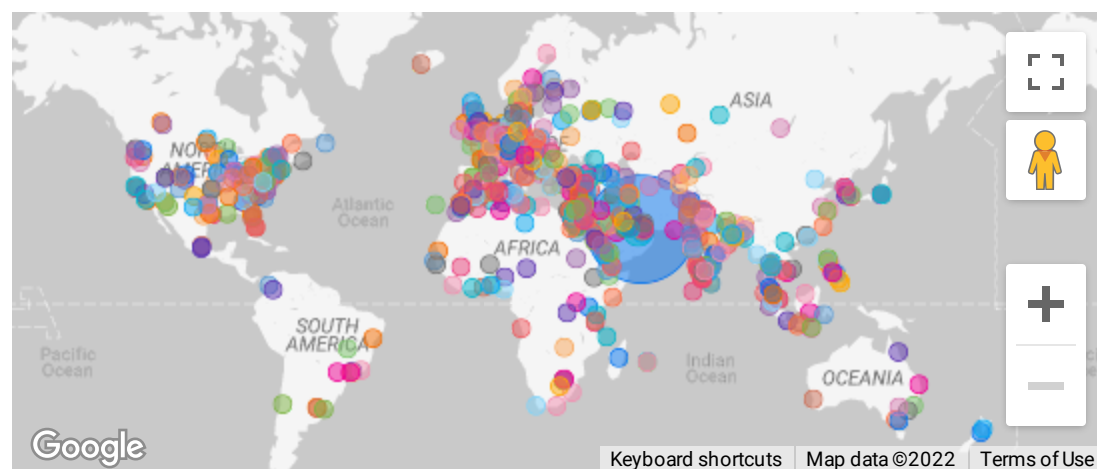 ASIA
NORTH
AMERICA
Atlantic
Ocean
AFRICA
SOUTH
AMERICA
Pacific
Ocean
Indian
Ocean
OCEANIA
Google
Keyboard shortcuts
Map data ©2022
Terms of Use